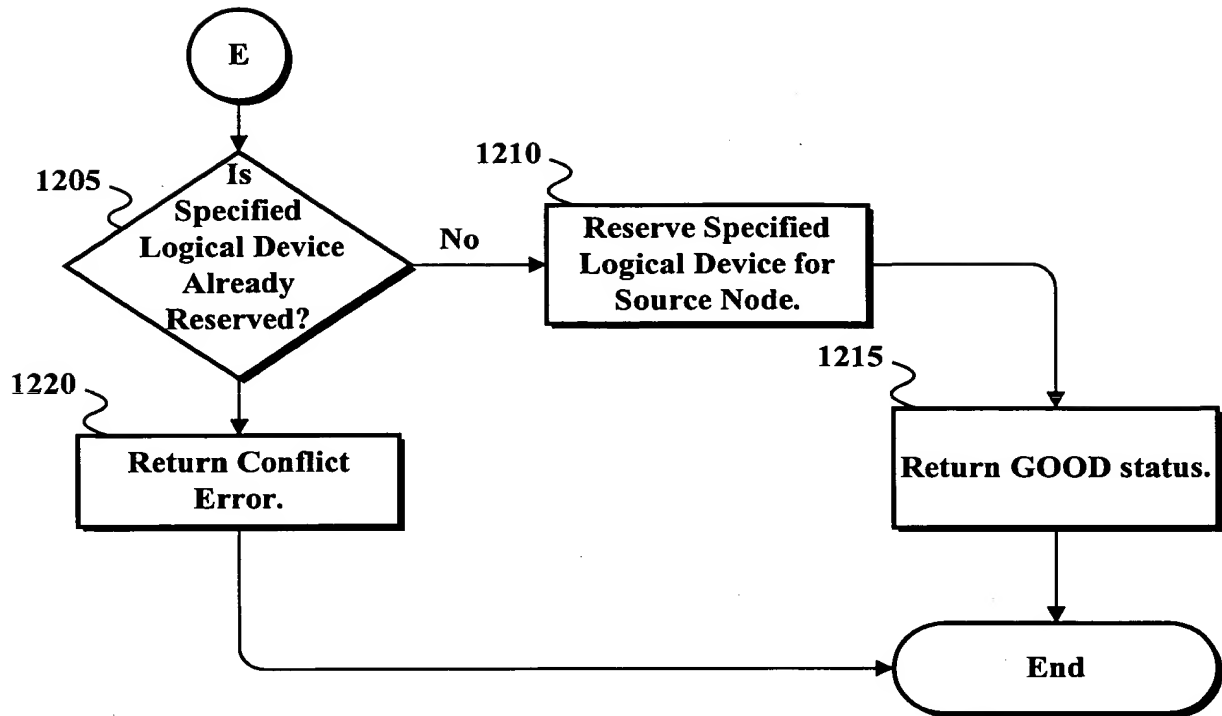 E
1205
Is
Specified
Logical Device
Already
Reserved?
No
1210
Reserve Specified
Logical Device for
Source Node.
1215
Return GOOD status.
1220
Return Conflict
Error.
End